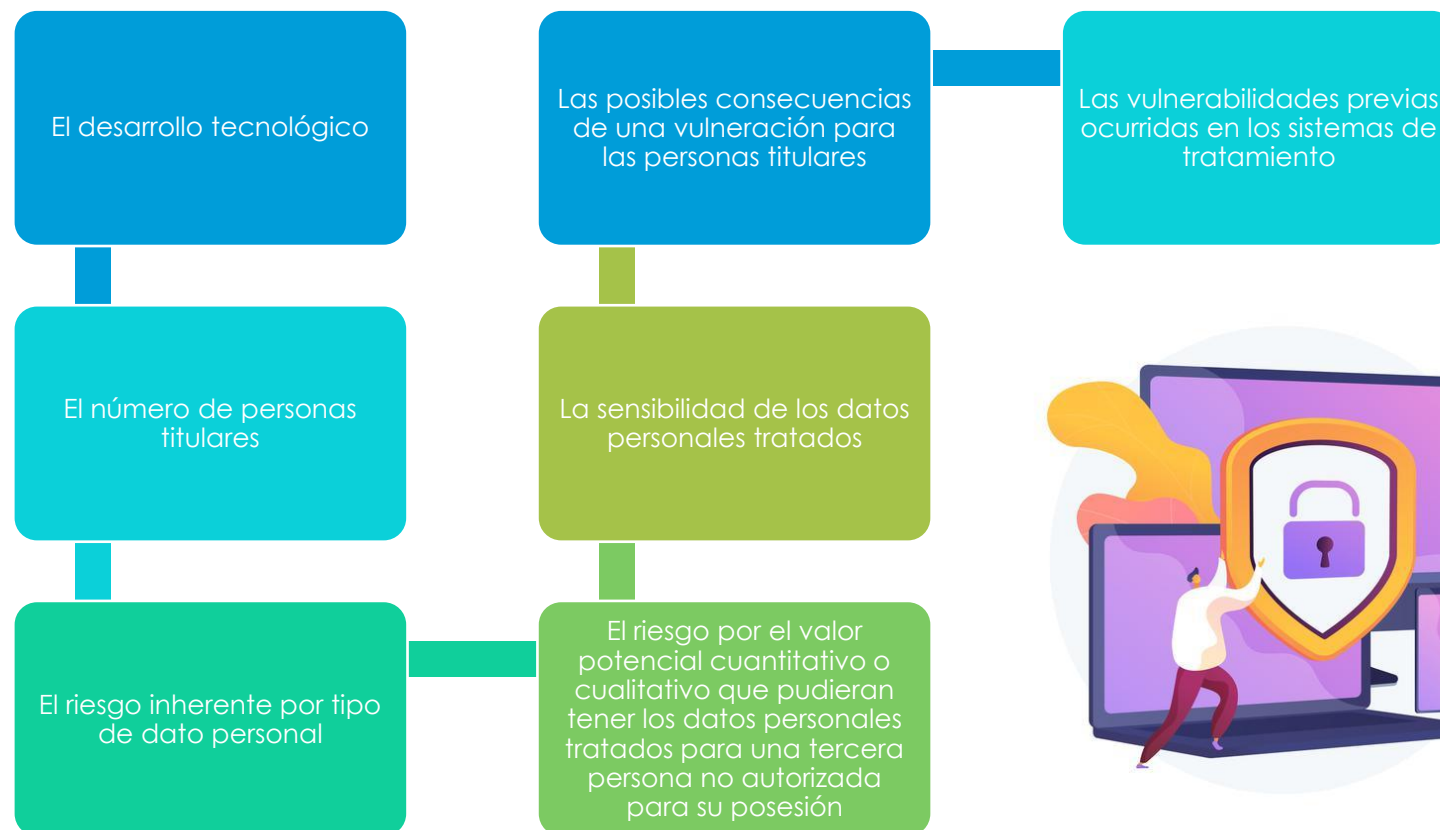 El desarrollo tecnológico
El número de personas
titulares
El riesgo inherente por tipo
de dato personal
El riesgo por el valor
potencial cuantitativo o
cualitativo que pudieran
tener los datos personales
tratados para una tercera
persona no autorizada
para su posesión
La sensibilidad de los datos
personales tratados
Las posibles consecuencias
de una vulneración para
las personas titulares
Las vulnerabilidades previas
ocurridas en los sistemas de
tratamiento